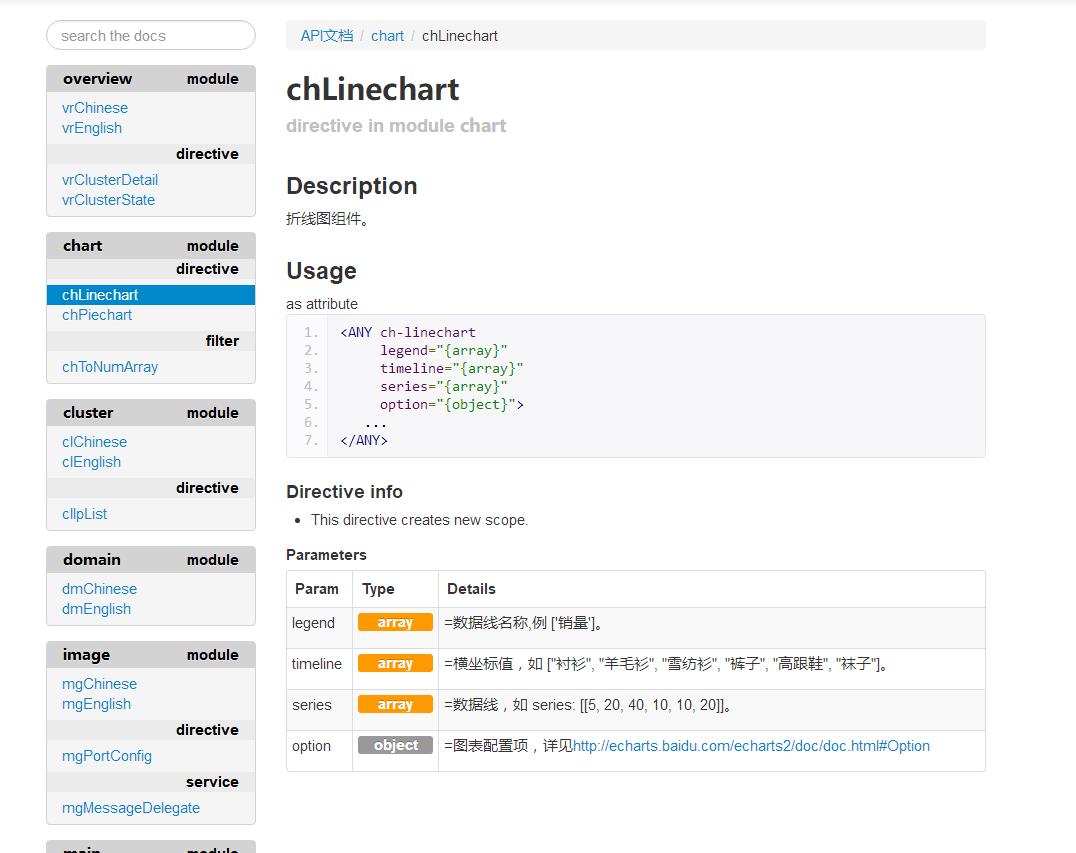 search the docs
overview module
vrChinese
vrEnglish
directive
vrClusterDetail
vrClusterState
chart module
directive
chLinechart
chPiechart
filter
chToNumArray
cluster module
clChinese
clEnglish
directive
clIpList
domain module
dmChinese
dmEnglish
image module
mgChinese
mgEnglish
directive
mgPortConfig
service
mgMessageDelegate
main module
API文档 / chart / chLinechart
chLinechart
directive in module chart
Description
折线图组件。
Usage
as attribute
1. <ANY ch-linechart
2. legend="{array}"
3. timeline="{array}"
4. series="{array}"
5. option="{object}">
6. ...
7. </ANY>
Directive info
• This directive creates new scope.
Parameters
Param Type Details
legend array =数据线名称,例 ['销量']。
timeline array =横坐标值，如 ["衬衫", "羊毛衫", "雪纺衫", "裤子", "高跟鞋", "袜子"]。
series array =数据线，如 series: [[5, 20, 40, 10, 10, 20]]。
option object =图表配置项，详见http://echarts.baidu.com/echarts2/doc/doc.html#Option